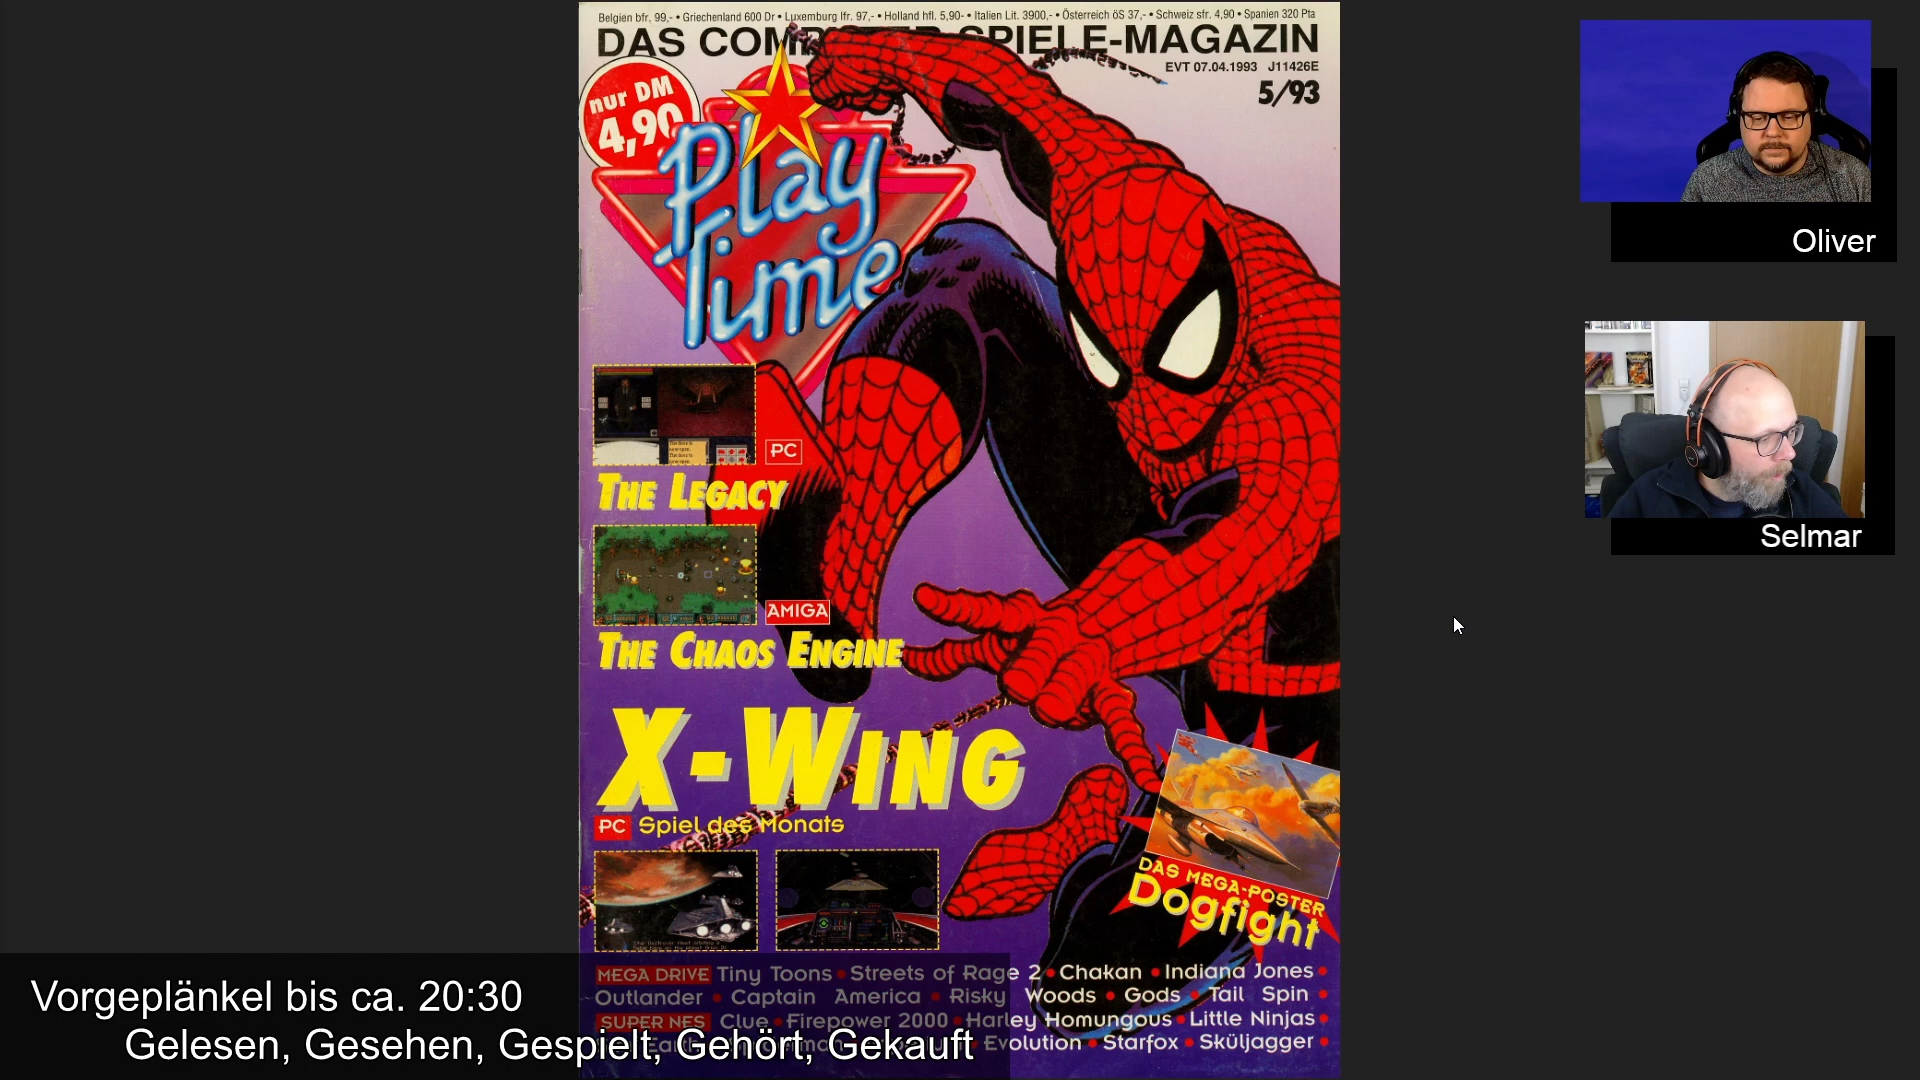 Belgien bfr. 99,- • Griechenland 600 Dr • Luxemburg lfr. 97,- • Holland hfl. 5,90- • Italien Lit. 3900,- • Österreich öS 37,- • Schweiz sfr. 4,90 • Spanien 320 Pta
DAS SPIELE-MAGAZIN
EVT 07.04.1993 J11426E
5/93
nur DM
4,90
Play
Time
Oliver
PC
THE LEGACY
Selmar
AMIGA
THE CHAOS ENGINE
X-WING
PC Spiel des Monats
DAS MEGA-POSTER
Dogfight
MEGA DRIVE Tiny Toons • Streets of Rage 2 • Chakan • Indiana Jones •
Outlander • Captain America • Risky Woods • Gods • Tail Spin •
SUPER NES Clue • Firepower 2000 • Harley Homungous • Little Ninjas •
Evolution • Starfox • Sküljagger •
Vorgeplänkel bis ca. 20:30
Gelesen, Gesehen, Gespielt, Gehört, Gekauft